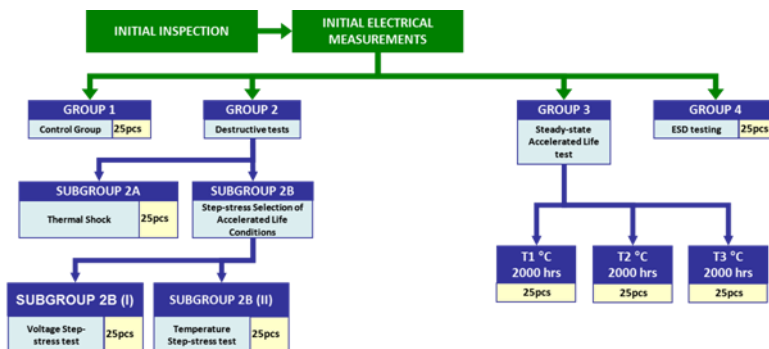 INITIAL INSPECTION
INITIAL ELECTRICAL
MEASUREMENTS
GROUP 1
Control Group 25pcs
GROUP 2
Destructive tests
GROUP 3
Steady-state
Accelerated Life
test
GROUP 4
ESD testing 25pcs
SUBGROUP 2A
Thermal Shock 25pcs
SUBGROUP 2B
Step-stress Selection of
Accelerated Life
Conditions
T1 °C
2000 hrs
25pcs
T2 °C
2000 hrs
25pcs
T3 °C
2000 hrs
25pcs
SUBGROUP 2B (I)
Voltage Step-
stress test
25pcs
SUBGROUP 2B (II)
Temperature
Step-stress test
25pcs